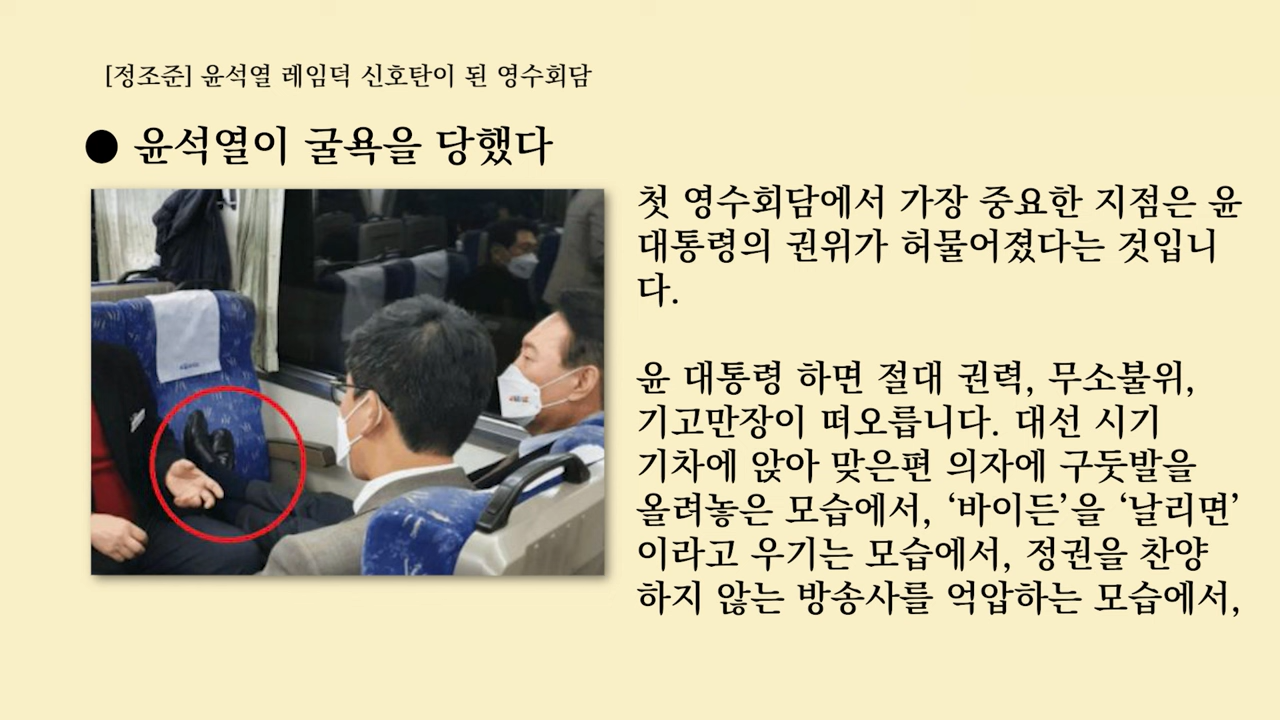 [정조준] 윤석열 레임덕 신호탄이 된 영수회담
● 윤석열이 굴욕을 당했다
첫 영수회담에서 가장 중요한 지점은 윤
대통령의 권위가 허물어졌다는 것입니
다.
윤 대통령 하면 절대 권력, 무소불위,
기고만장이 떠오릅니다. 대선 시기
기차에 앉아 맞은편 의자에 구둣발을
올려놓은 모습에서, ‘바이든’을 ‘날리면’
이라고 우기는 모습에서, 정권을 찬양
하지 않는 방송사를 억압하는 모습에서,